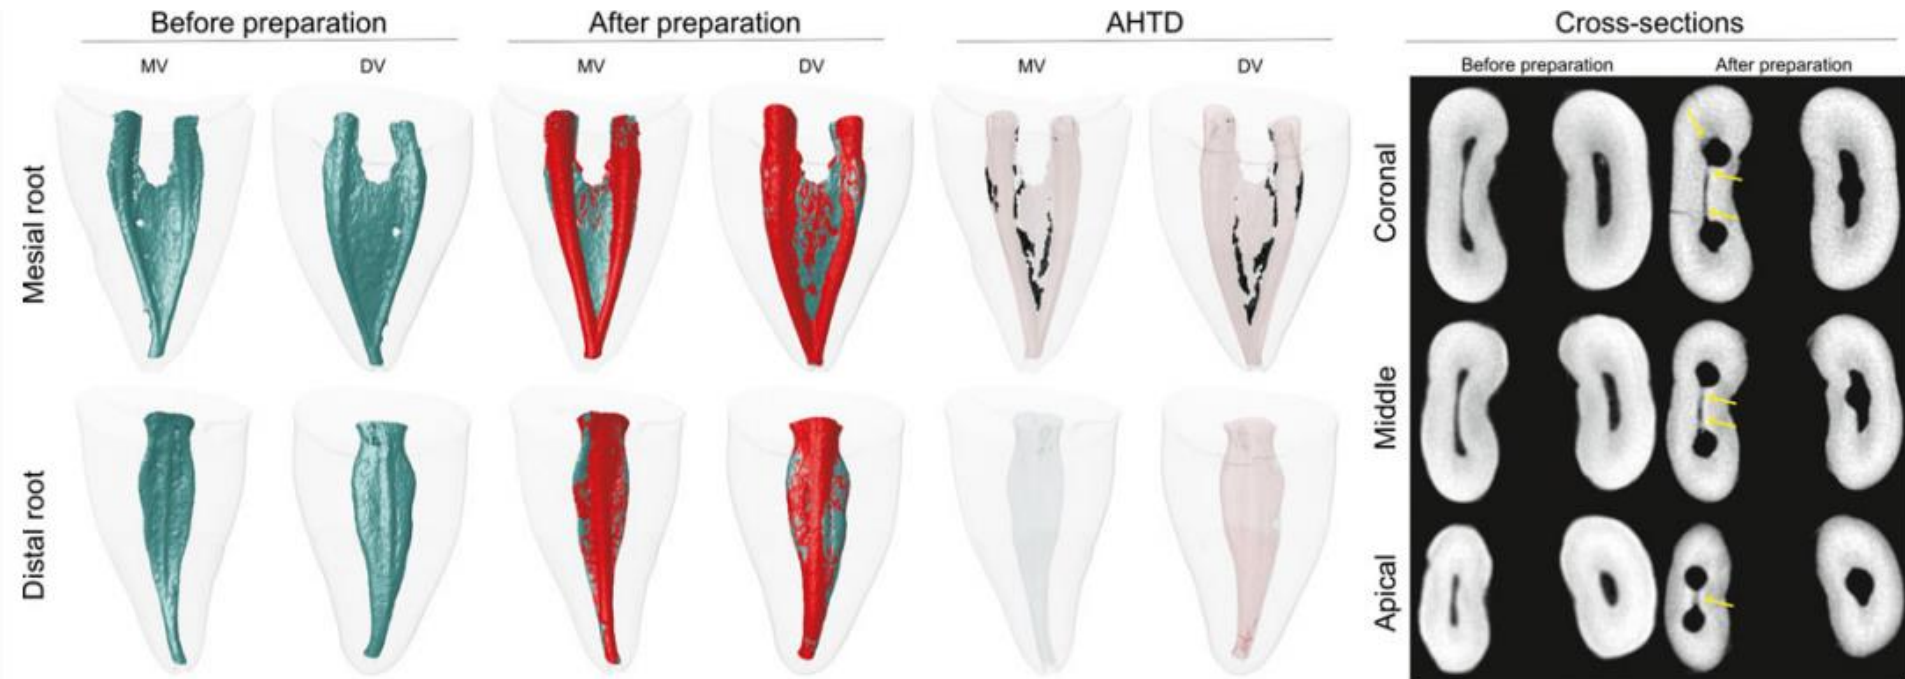 Before preparation After preparation AHTD Cross-sections
MV DV MV DV MV DV Before preparation After preparation
Mesial root
Distal root
Coronal
Middle
Apical